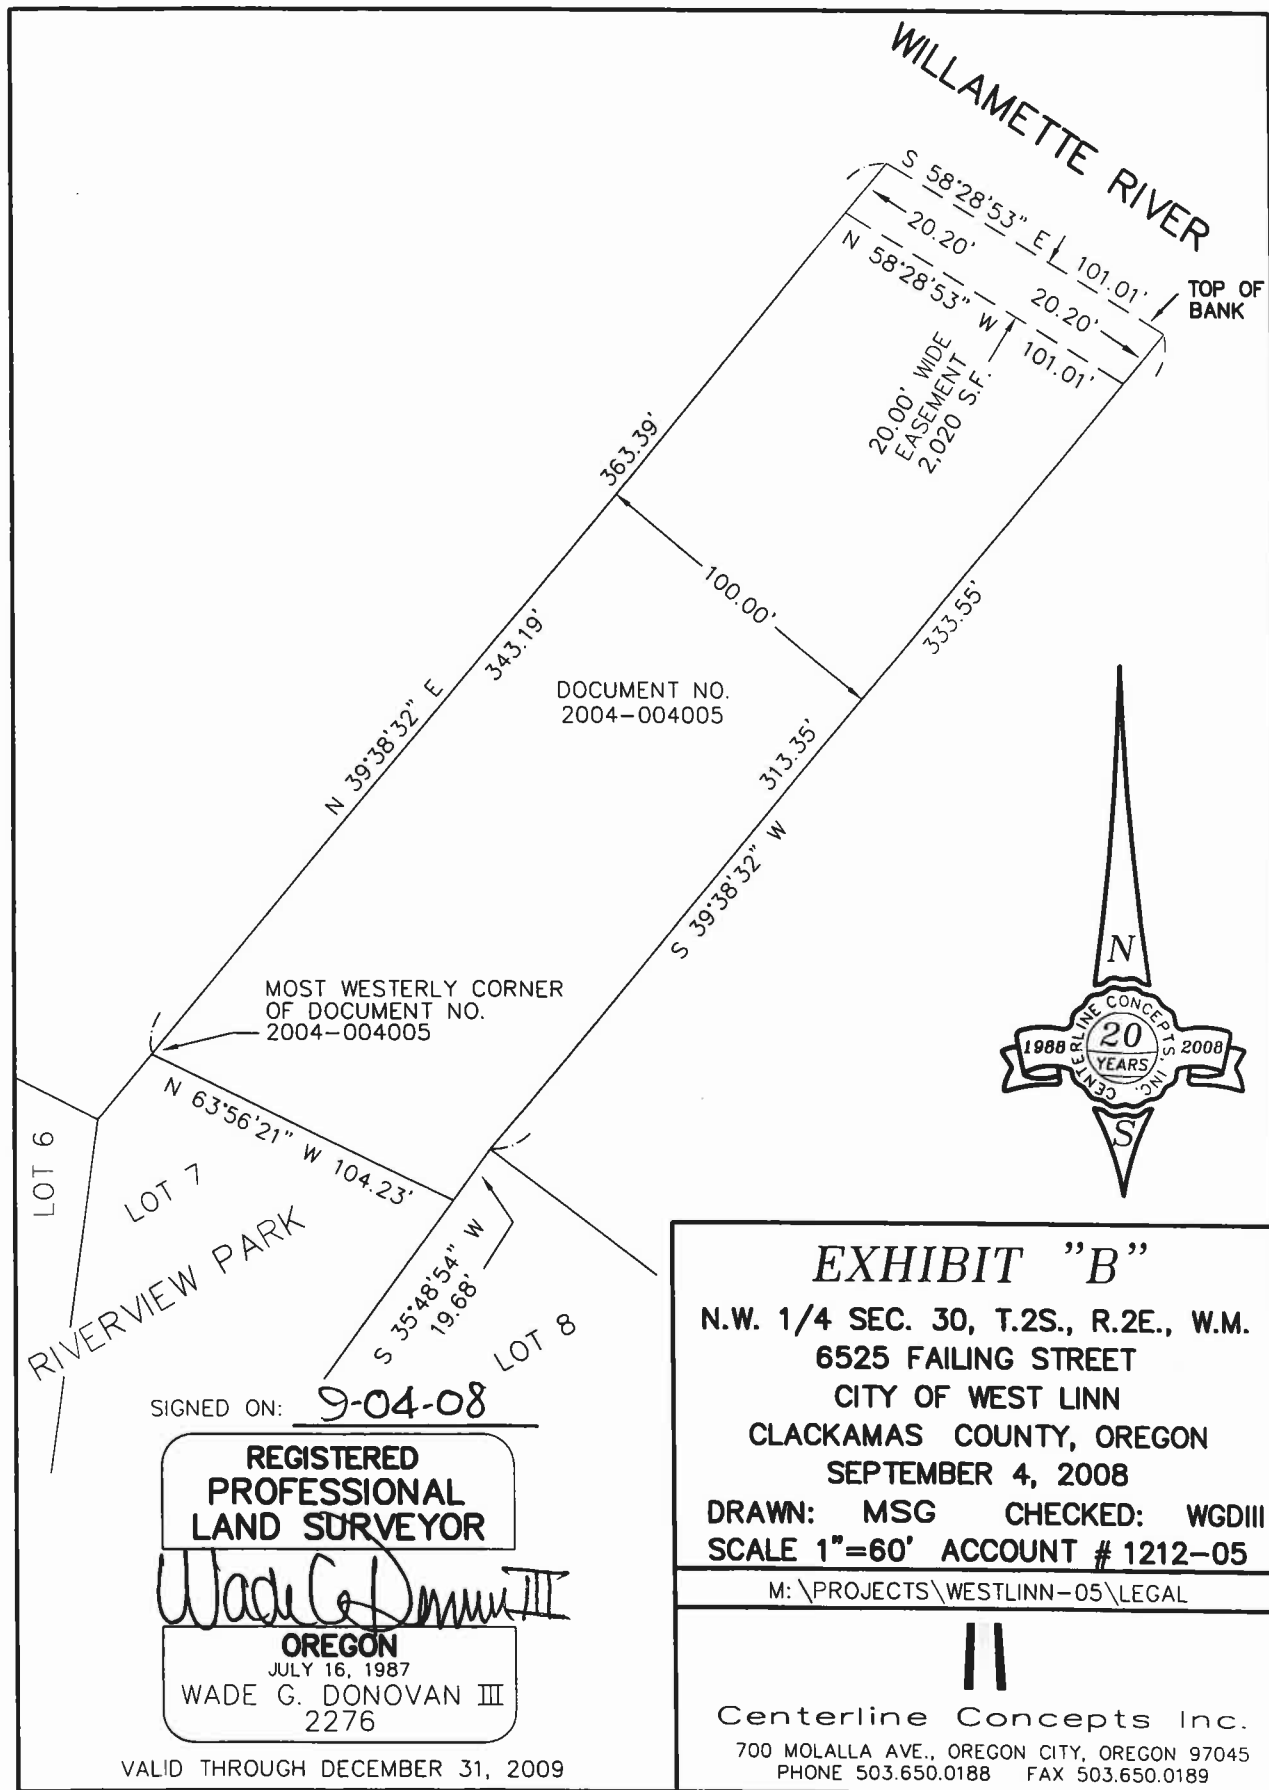 WILLAMETTE RIVER
S 58°28'53" E 101.01'
20.20'
N 58°28'53" W 101.01'
20.20'
TOP OF
BANK
20.00' WIDE
EASEMENT
2,020 S.F.
363.39'
100.00'
333.55'
343.19'
N 39°38'32" E
DOCUMENT NO.
2004-004005
313.35'
S 39°38'32" W
MOST WESTERLY CORNER
OF DOCUMENT NO.
2004-004005
N
CENTERLINE CONCEPTS, INC.
1988
20
YEARS
2008
S
N 63°56'21" W 104.23'
LOT 6
LOT 7
RIVERVIEW PARK
S 35°48'54" W
19.68'
LOT 8
SIGNED ON: 9-04-08
REGISTERED
PROFESSIONAL
LAND SURVEYOR
Wade G Donovan III
OREGON
JULY 16, 1987
WADE G. DONOVAN III
2276
VALID THROUGH DECEMBER 31, 2009
EXHIBIT "B"
N.W. 1/4 SEC. 30, T.2S., R.2E., W.M.
6525 FAILING STREET
CITY OF WEST LINN
CLACKAMAS COUNTY, OREGON
SEPTEMBER 4, 2008
DRAWN: MSG CHECKED: WGDIII
SCALE 1"=60' ACCOUNT # 1212-05
M:\PROJECTS\WESTLINN-05\LEGAL
Centerline Concepts Inc.
700 MOLALLA AVE., OREGON CITY, OREGON 97045
PHONE 503.650.0188 FAX 503.650.0189